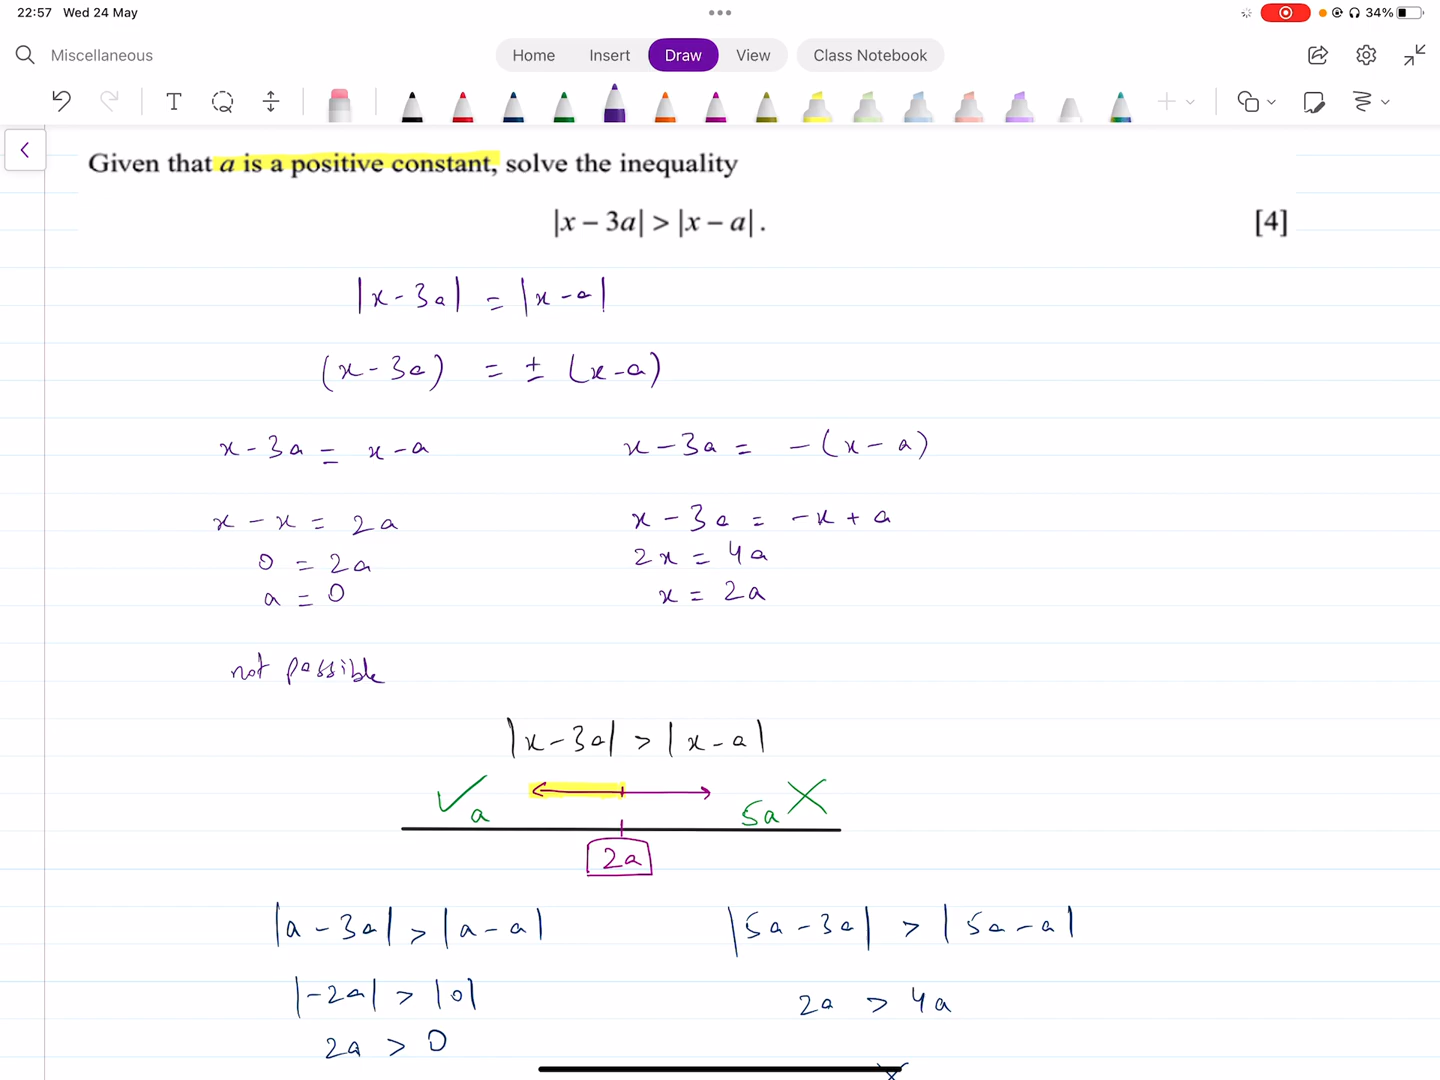 22:57 Wed 24 May
34%
Miscellaneous
Home Insert Draw View Class Notebook
T
Given that a is a positive constant, solve the inequality
|x − 3a| > |x − a|. [4]
|x - 3a| = |x - a|
(x - 3a) = ± (x - a)
x - 3a = x - a
x - 3a = -(x - a)
x - x = 2a
x - 3a = -x + a
0 = 2a
2x = 4a
a = 0
x = 2a
not possible
|x - 3a| > |x - a|
✓ a 5a ✗
2a
|a - 3a| > |a - a|
|5a - 3a| > |5a - a|
|-2a| > |0|
2a > 4a
2a > 0